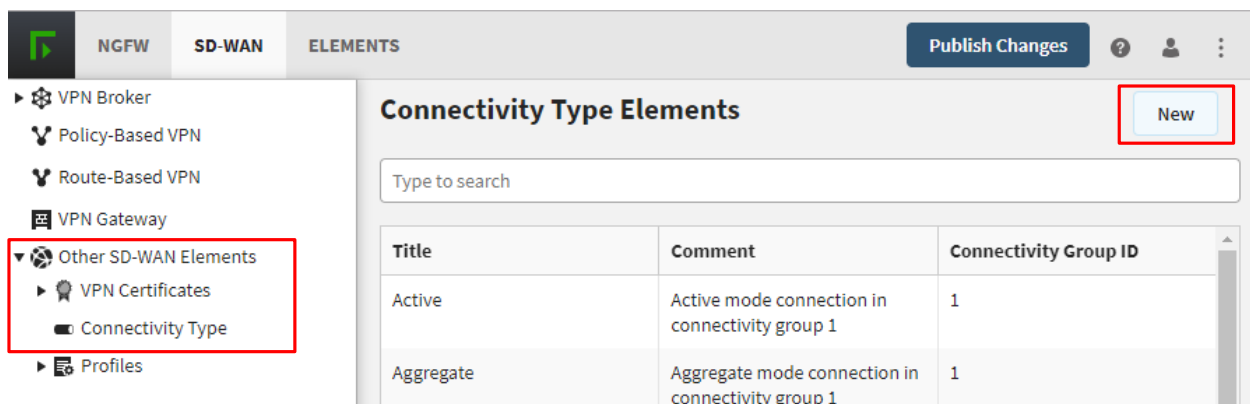 NGFW SD-WAN ELEMENTS Publish Changes
VPN Broker
Policy-Based VPN
Route-Based VPN
VPN Gateway
Other SD-WAN Elements
VPN Certificates
Connectivity Type
Profiles
Connectivity Type Elements New
Type to search
Title Comment Connectivity Group ID
Active Active mode connection in 1
connectivity group 1
Aggregate Aggregate mode connection in 1
connectivity group 1